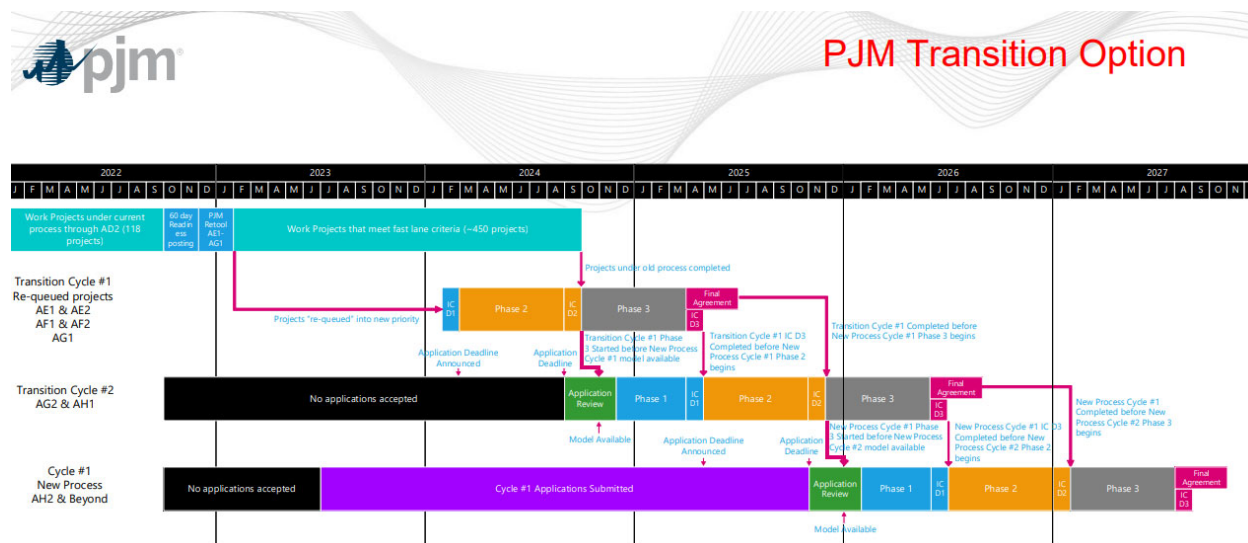 pjm
PJM Transition Option
2022 2023 2024 2025 2026 2027
J F M A M J J A S O N D J F M A M J J A S O N D J F M A M J J A S O N D J F M A M J J A S O N D J F M A M J J A S O N D J F M A M J J A S O N
Work Projects under current
process through AD2 (118
projects)
60 day
Readin
ess
posting
PJM
Retool
AE1-
AG1
Work Projects that meet fast lane criteria (~450 projects)
Projects under old process completed
Transition Cycle #1
Re-queued projects
AE1 & AE2
AF1 & AF2
AG1
Projects "re-queued" into new priority
IC
D1
Phase 2
IC
D2
Phase 3
Final
Agreement
IC
D3
Transition Cycle #1 Phase
3 Started before New Process
Cycle #1 model available
Transition Cycle #1 IC D3
Completed before New
Process Cycle #1 Phase 2
begins
Transition Cycle #1 Completed before
New Process Cycle #1 Phase 3 begins
Application Deadline
Announced
Application
Deadline
Transition Cycle #2
AG2 & AH1
No applications accepted
Application
Review
Phase 1
IC
D1
Phase 2
IC
D2
Phase 3
Final
Agreement
IC
D3
Model Available
Application Deadline
Announced
Application
Deadline
New Process Cycle #1 Phase
3 Started before New Process
Cycle #2 model available
New Process Cycle #1 IC D3
Completed before New
Process Cycle #2 Phase 2
begins
New Process Cycle #1
Completed before New
Process Cycle #2 Phase 3
begins
Cycle #1
New Process
AH2 & Beyond
No applications accepted
Cycle #1 Applications Submitted
Application
Review
Phase 1
IC
D1
Phase 2
IC
D2
Phase 3
Final
Agreement
IC
D3
Model Available